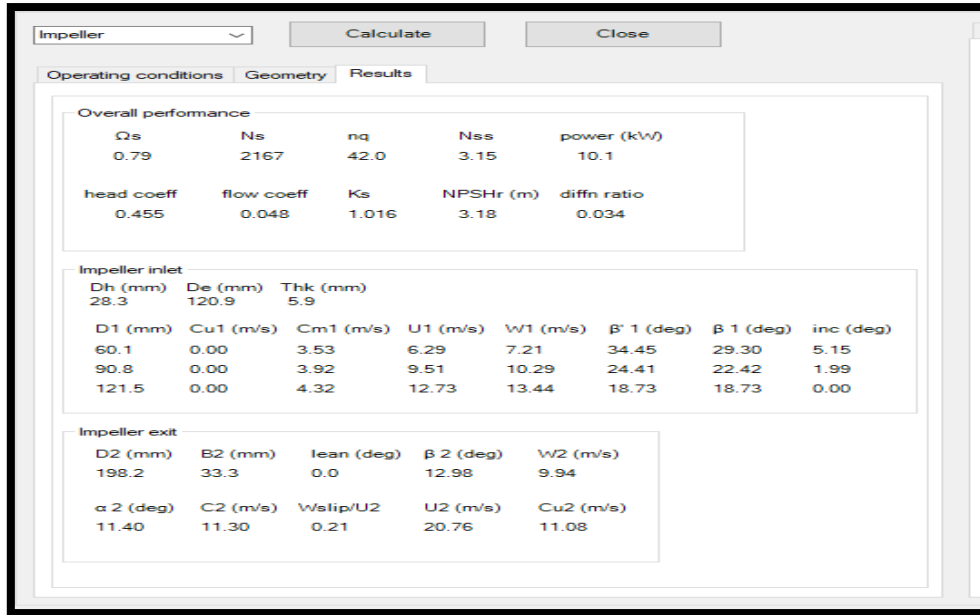 Impeller Calculate Close
Operating conditions Geometry Results
Overall performance
Ωs Ns nq Nss power (kW)
0.79 2167 42.0 3.15 10.1
head coeff flow coeff Ks NPSHr (m) diffn ratio
0.455 0.048 1.016 3.18 0.034
Impeller inlet
Dh (mm) De (mm) Thk (mm)
28.3 120.9 5.9
D1 (mm) Cu1 (m/s) Cm1 (m/s) U1 (m/s) W1 (m/s) β' 1 (deg) β 1 (deg) inc (deg)
60.1 0.00 3.53 6.29 7.21 34.45 29.30 5.15
90.8 0.00 3.92 9.51 10.29 24.41 22.42 1.99
121.5 0.00 4.32 12.73 13.44 18.73 18.73 0.00
Impeller exit
D2 (mm) B2 (mm) lean (deg) β 2 (deg) W2 (m/s)
198.2 33.3 0.0 12.98 9.94
α 2 (deg) C2 (m/s) Wslip/U2 U2 (m/s) Cu2 (m/s)
11.40 11.30 0.21 20.76 11.08